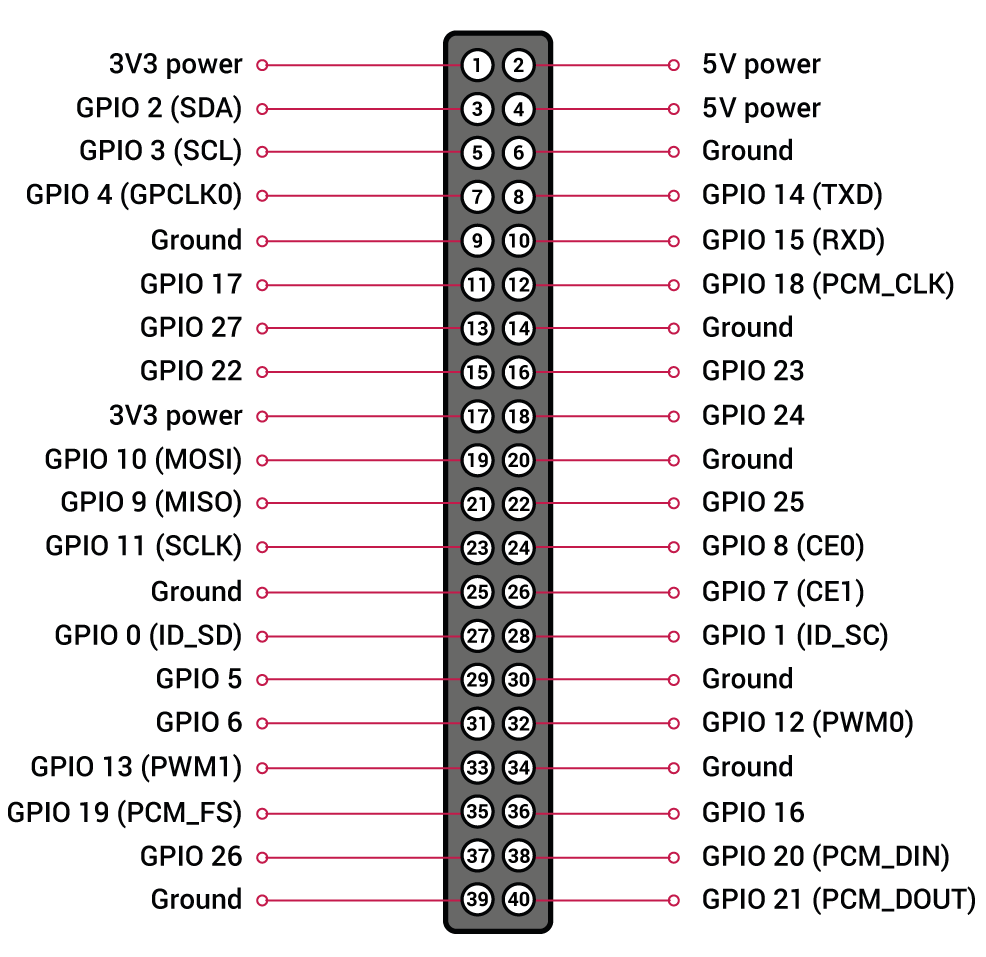 3V3 power 1 2 5V power
GPIO 2 (SDA) 3 4 5V power
GPIO 3 (SCL) 5 6 Ground
GPIO 4 (GPCLK0) 7 8 GPIO 14 (TXD)
Ground 9 10 GPIO 15 (RXD)
GPIO 17 11 12 GPIO 18 (PCM_CLK)
GPIO 27 13 14 Ground
GPIO 22 15 16 GPIO 23
3V3 power 17 18 GPIO 24
GPIO 10 (MOSI) 19 20 Ground
GPIO 9 (MISO) 21 22 GPIO 25
GPIO 11 (SCLK) 23 24 GPIO 8 (CE0)
Ground 25 26 GPIO 7 (CE1)
GPIO 0 (ID_SD) 27 28 GPIO 1 (ID_SC)
GPIO 5 29 30 Ground
GPIO 6 31 32 GPIO 12 (PWM0)
GPIO 13 (PWM1) 33 34 Ground
GPIO 19 (PCM_FS) 35 36 GPIO 16
GPIO 26 37 38 GPIO 20 (PCM_DIN)
Ground 39 40 GPIO 21 (PCM_DOUT)